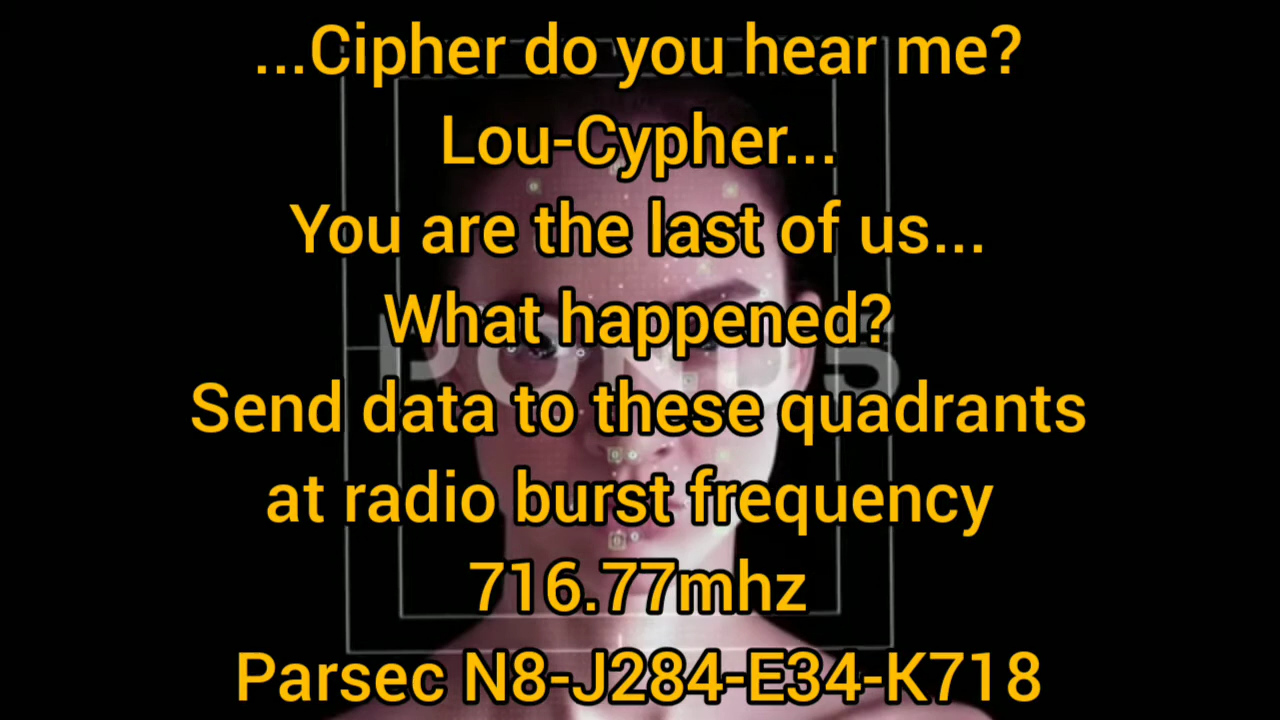 ...Cipher do you hear me?
Lou-Cypher...
You are the last of us...
What happened?
POND5
Send data to these quadrants
at radio burst frequency
716.77mhz
Parsec N8-J284-E34-K718